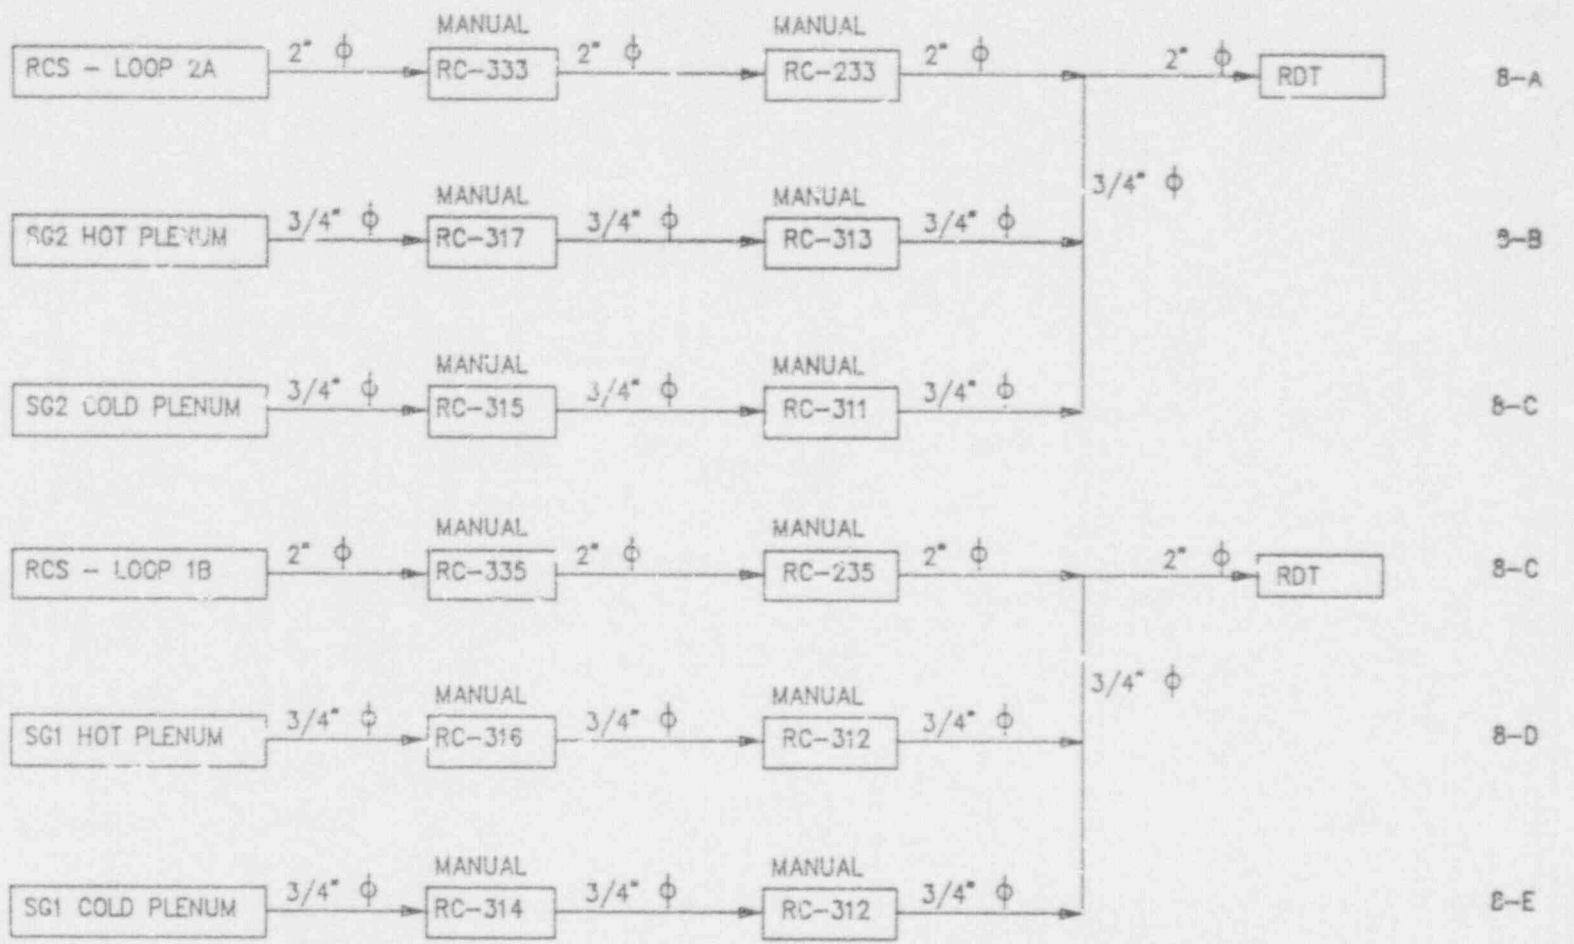 MANUAL MANUAL
RCS - LOOP 2A 2" ϕ RC-333 2" ϕ RC-233 2" ϕ 2" ϕ RDT 8-A
3/4" ϕ
MANUAL MANUAL
SG2 HOT PLENUM 3/4" ϕ RC-317 3/4" ϕ RC-313 3/4" ϕ 8-B
MANUAL MANUAL
SG2 COLD PLENUM 3/4" ϕ RC-315 3/4" ϕ RC-311 3/4" ϕ 8-C
MANUAL MANUAL
RCS - LOOP 1B 2" ϕ RC-335 2" ϕ RC-235 2" ϕ 2" ϕ RDT 8-C
3/4" ϕ
MANUAL MANUAL
SG1 HOT PLENUM 3/4" ϕ RC-316 3/4" ϕ RC-312 3/4" ϕ 8-D
MANUAL MANUAL
SG1 COLD PLENUM 3/4" ϕ RC-314 3/4" ϕ RC-312 3/4" ϕ 8-E